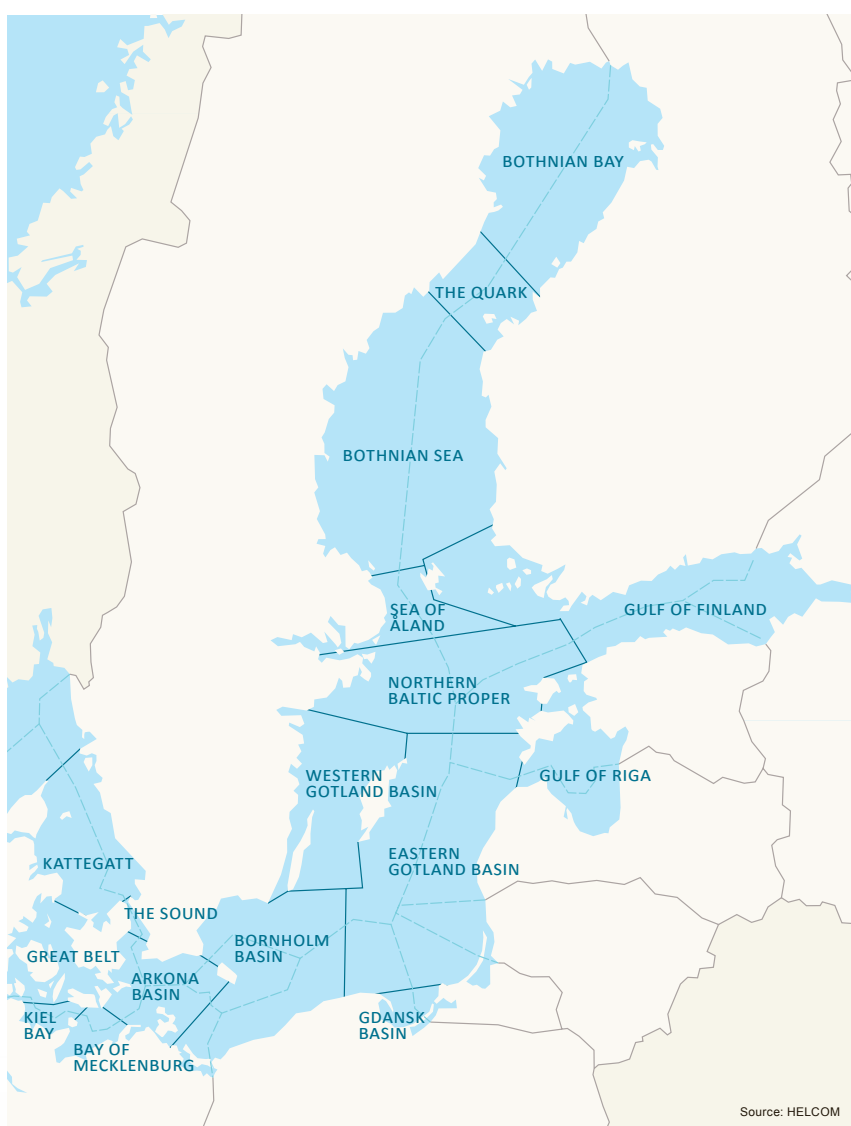 BOTHNIAN BAY
THE QUARK
BOTHNIAN SEA
SEA OF
ÅLAND
GULF OF FINLAND
NORTHERN
BALTIC PROPER
WESTERN
GOTLAND BASIN
GULF OF RIGA
EASTERN
GOTLAND BASIN
KATTEGATT
THE SOUND
BORNHOLM
BASIN
GREAT BELT
ARKONA
BASIN
KIEL
BAY
GDANSK
BASIN
BAY OF
MECKLENBURG
Source: HELCOM